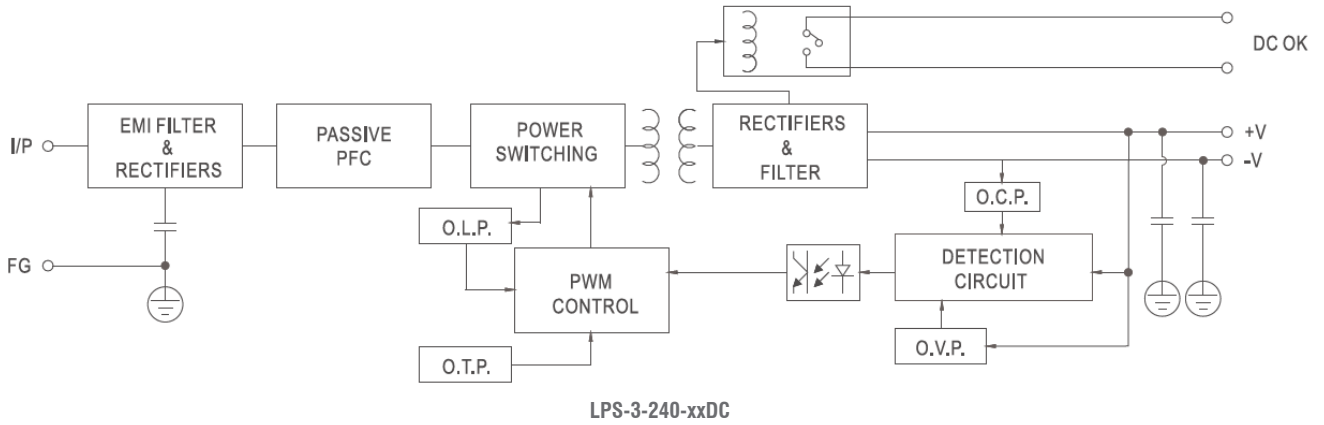 DC OK
I/P
EMI FILTER
&
RECTIFIERS
PASSIVE
PFC
POWER
SWITCHING
RECTIFIERS
&
FILTER
+V
-V
O.L.P.
O.C.P.
FG
PWM
CONTROL
DETECTION
CIRCUIT
O.T.P.
O.V.P.
LPS-3-240-xxDC